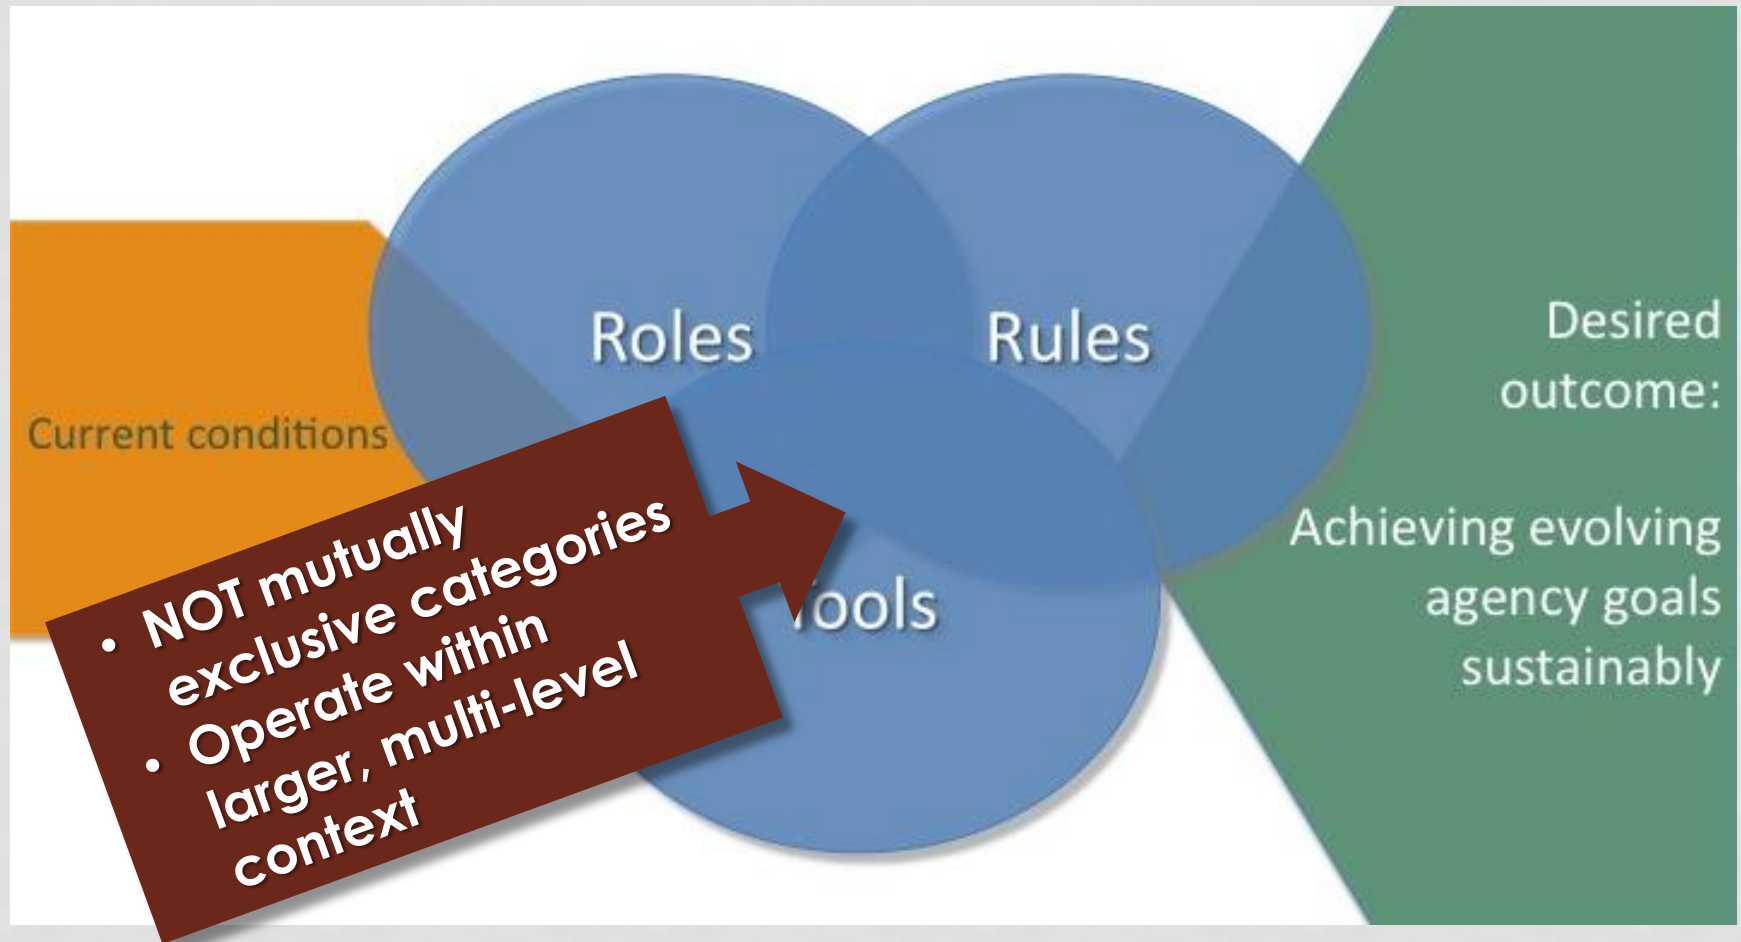 Roles
Rules
Current conditions
Desired
outcome:
Achieving evolving
agency goals
sustainably
• NOT mutually
exclusive categories
• Operate within
larger, multi-level
context
ools